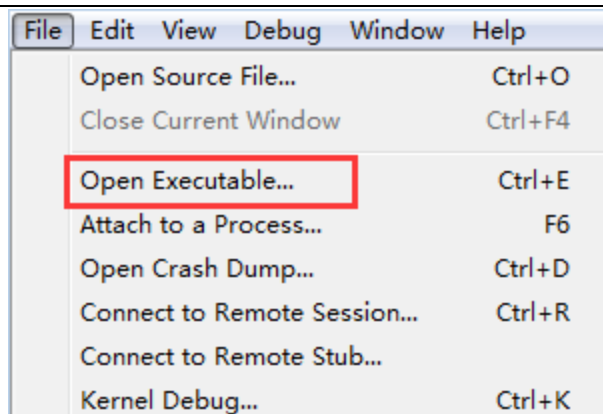 File Edit View Debug Window Help
Open Source File... Ctrl+O
Close Current Window Ctrl+F4
Open Executable... Ctrl+E
Attach to a Process... F6
Open Crash Dump... Ctrl+D
Connect to Remote Session... Ctrl+R
Connect to Remote Stub...
Kernel Debug... Ctrl+K